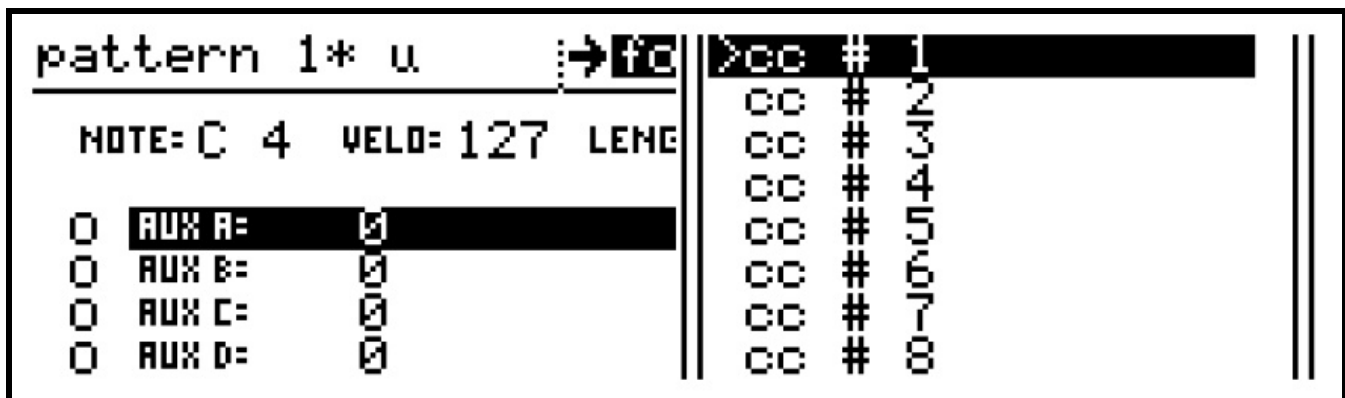 pattern 1* u →fc
NOTE= C 4 VELO= 127 LENG
O AUX A= 0
O AUX B= 0
O AUX C= 0
O AUX D= 0
>cc # 1
cc # 2
cc # 3
cc # 4
cc # 5
cc # 6
cc # 7
cc # 8